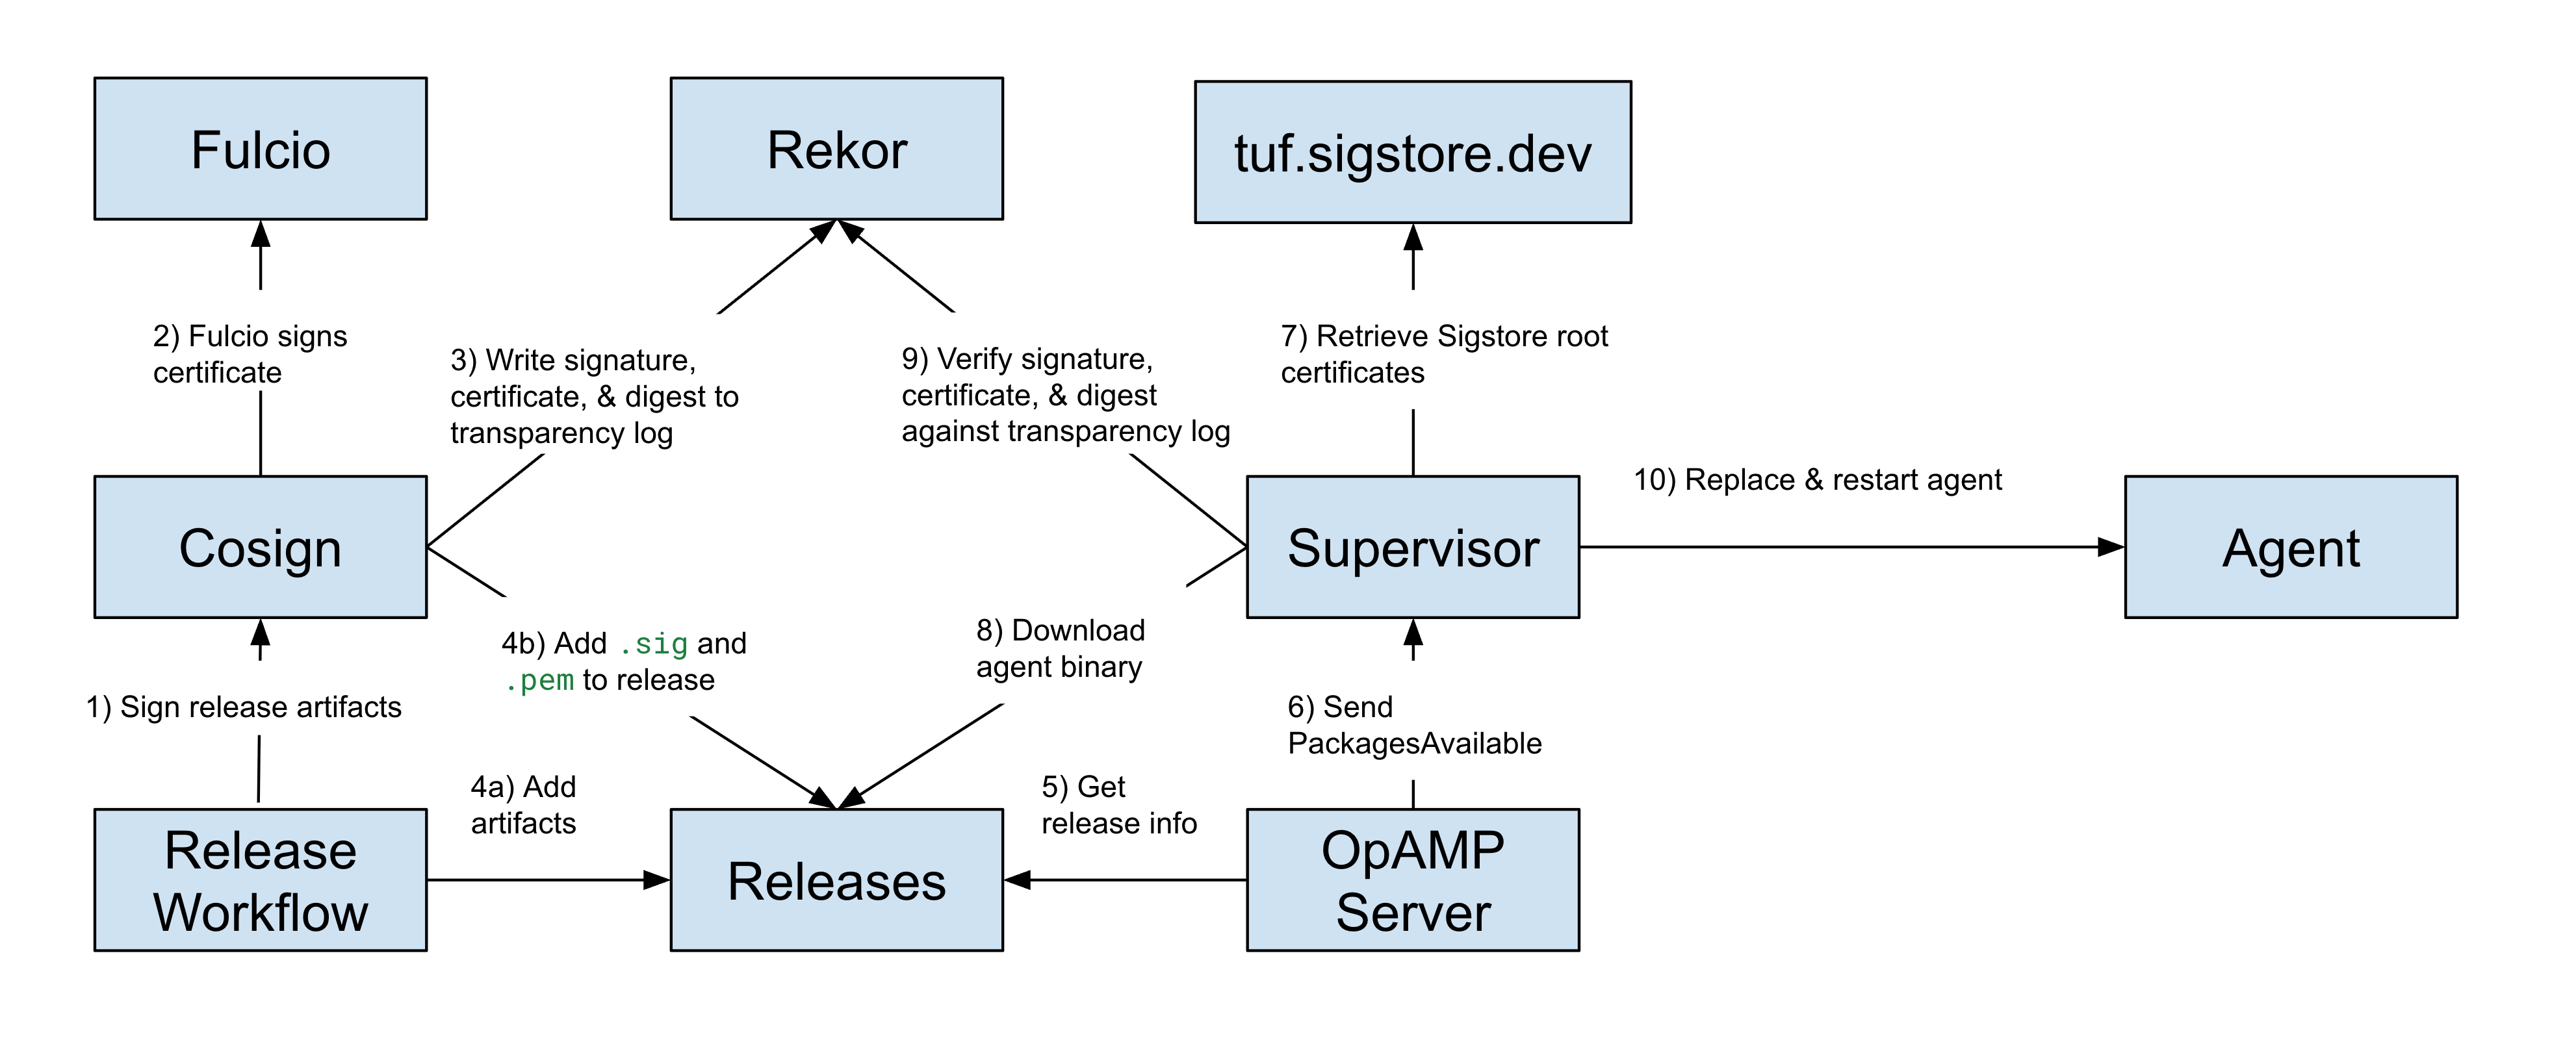 Fulcio
Rekor
tuf.sigstore.dev
2) Fulcio signs
certificate
3) Write signature,
certificate, & digest to
transparency log
9) Verify signature,
certificate, & digest
against transparency log
7) Retrieve Sigstore root
certificates
10) Replace & restart agent
Cosign
Supervisor
Agent
1) Sign release artifacts
4b) Add .sig and
.pem to release
8) Download
agent binary
6) Send
PackagesAvailable
4a) Add
artifacts
5) Get
release info
Release
Workflow
Releases
OpAMP
Server